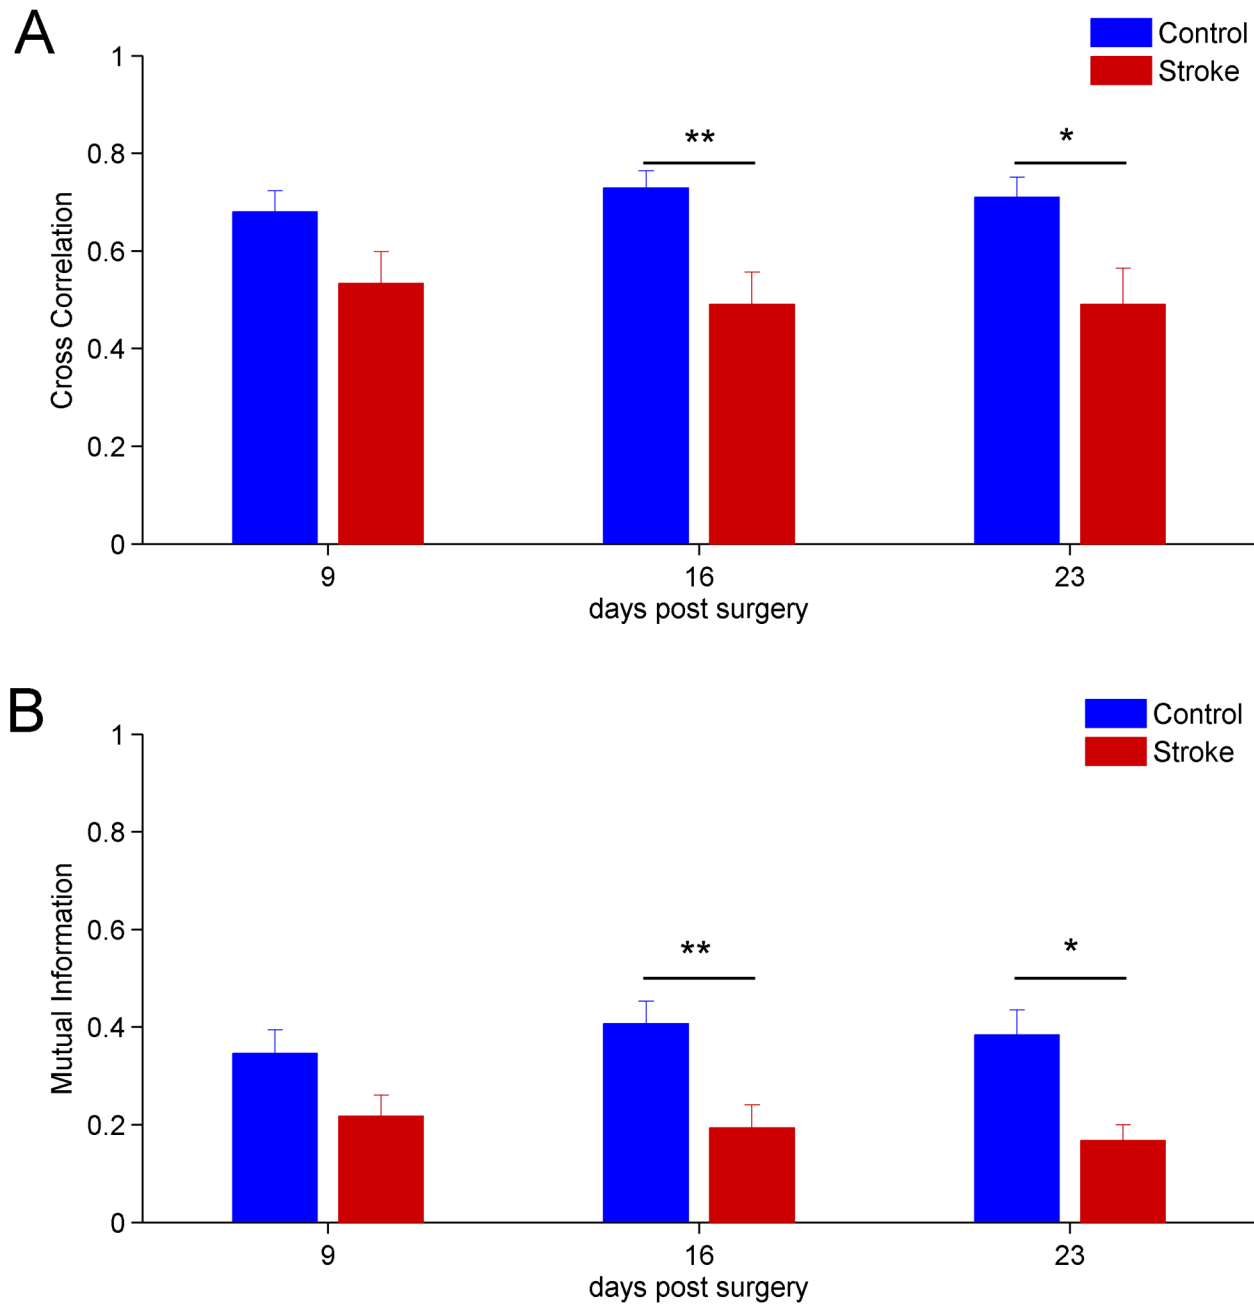 A
Control
Stroke
1
0.8
0.6
0.4
0.2
0
Cross Correlation
**
*
9
16
23
days post surgery
B
Control
Stroke
1
0.8
0.6
0.4
0.2
0
Mutual Information
**
*
9
16
23
days post surgery